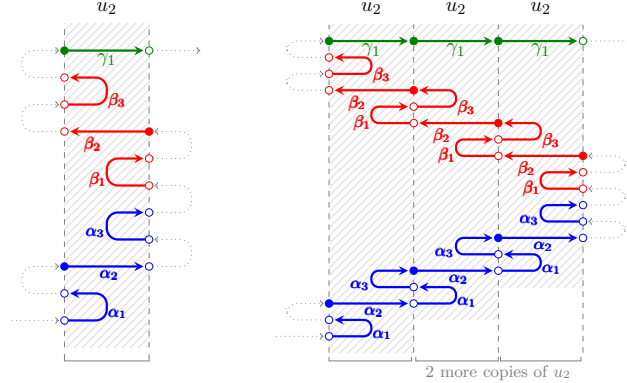 u₂ u₂ u₂ u₂
γ₁ γ₁ γ₁ γ₁
β₃ β₃
β₂ β₂ β₃
β₁ β₁ β₂ β₃
β₁ β₂
β₁
α₃ α₃
α₂ α₃ α₂
α₃ α₂ α₁
α₁ α₂ α₁
α₁
2 more copies of u₂